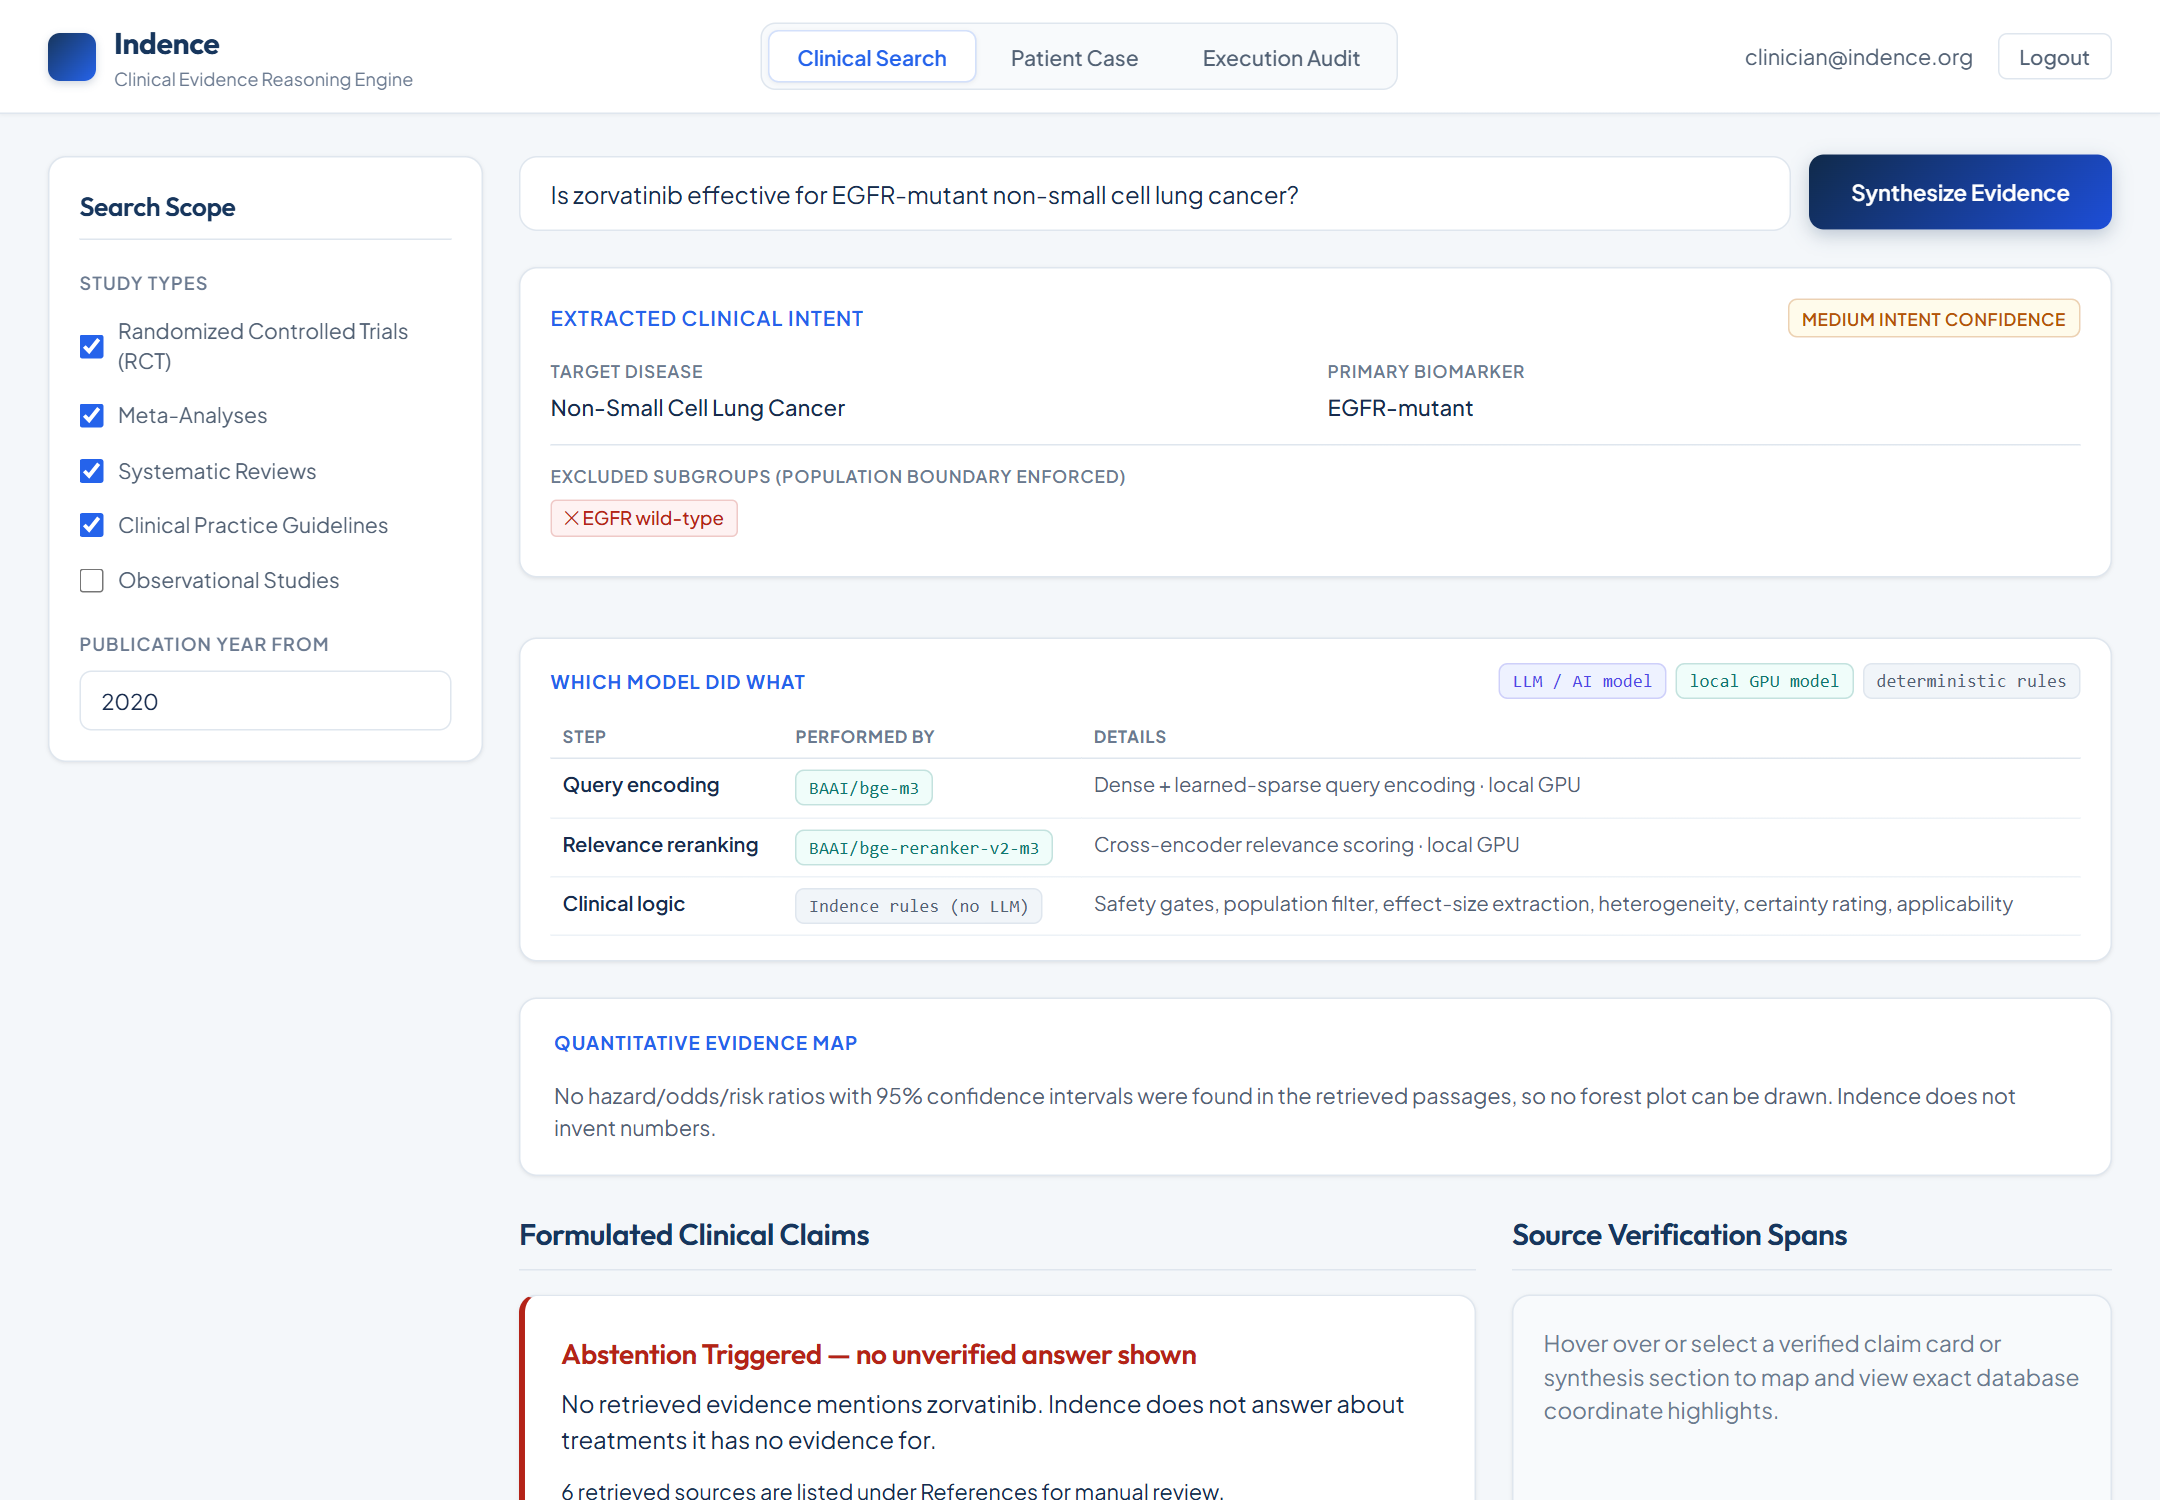 Indence
Clinical Evidence Reasoning Engine
Clinical Search
Patient Case
Execution Audit
clinician@indence.org
Logout
Search Scope
STUDY TYPES
Randomized Controlled Trials
(RCT)
Meta-Analyses
Systematic Reviews
Clinical Practice Guidelines
Observational Studies
PUBLICATION YEAR FROM
2020
Is zorvatinib effective for EGFR-mutant non-small cell lung cancer?
Synthesize Evidence
EXTRACTED CLINICAL INTENT
MEDIUM INTENT CONFIDENCE
TARGET DISEASE
Non-Small Cell Lung Cancer
PRIMARY BIOMARKER
EGFR-mutant
EXCLUDED SUBGROUPS (POPULATION BOUNDARY ENFORCED)
✕ EGFR wild-type
WHICH MODEL DID WHAT
LLM / AI model
local GPU model
deterministic rules
STEP PERFORMED BY DETAILS
Query encoding BAAI/bge-m3 Dense + learned-sparse query encoding · local GPU
Relevance reranking BAAI/bge-reranker-v2-m3 Cross-encoder relevance scoring · local GPU
Clinical logic Indence rules (no LLM) Safety gates, population filter, effect-size extraction, heterogeneity, certainty rating, applicability
QUANTITATIVE EVIDENCE MAP
No hazard/odds/risk ratios with 95% confidence intervals were found in the retrieved passages, so no forest plot can be drawn. Indence does not
invent numbers.
Formulated Clinical Claims
Abstention Triggered — no unverified answer shown
No retrieved evidence mentions zorvatinib. Indence does not answer about
treatments it has no evidence for.
6 retrieved sources are listed under References for manual review.
Source Verification Spans
Hover over or select a verified claim card or
synthesis section to map and view exact database
coordinate highlights.